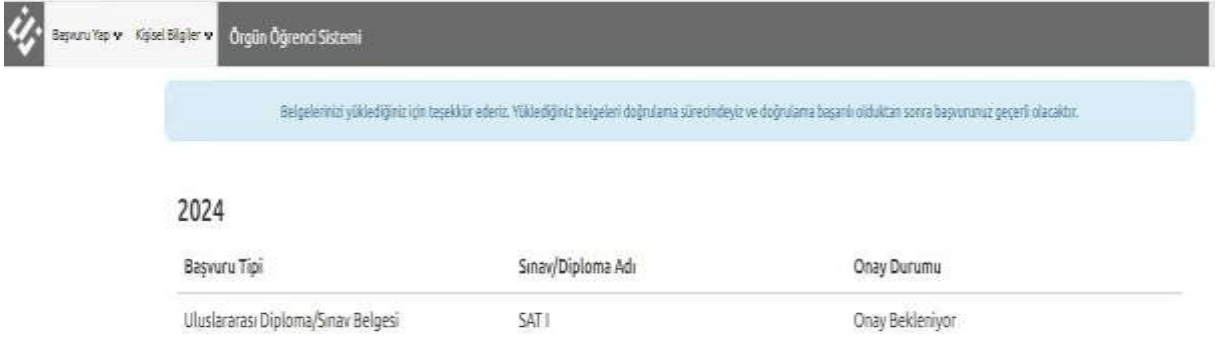 Başvuru Yap Kişisel Bilgiler Örgün Öğrenci Sistemi
Belgelerinizi yüklediğiniz için teşekkür ederiz. Yüklediğiniz belgeleri doğrulama sürecindeyiz ve doğrulama başarılı olduktan sonra başvurunuz geçerli olacaktır.
2024
Başvuru Tipi Sınav/Diploma Adı Onay Durumu
Uluslararası Diploma/Sınav Belgesi SAT I Onay Bekleniyor